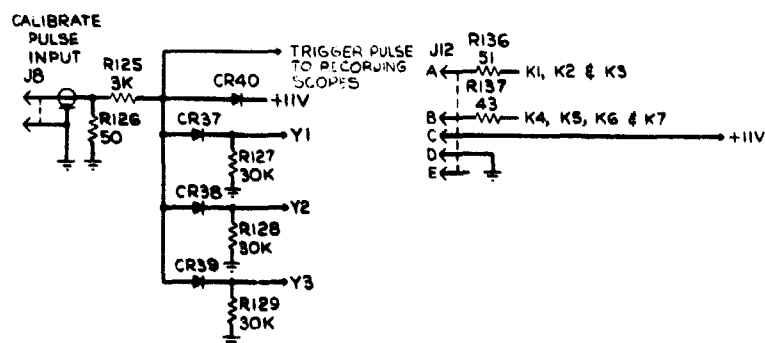 CALIBRATE
PULSE
INPUT
J8
R125
3K
R126
50
TRIGGER PULSE
TO RECORDING
SCOPES
CR40
+11V
CR37
Y1
R127
30K
CR38
Y2
R128
30K
CR39
Y3
R129
30K
J12
R136
51
A
K1, K2 & K3
R137
43
B
K4, K5, K6 & K7
C
+11V
D
E